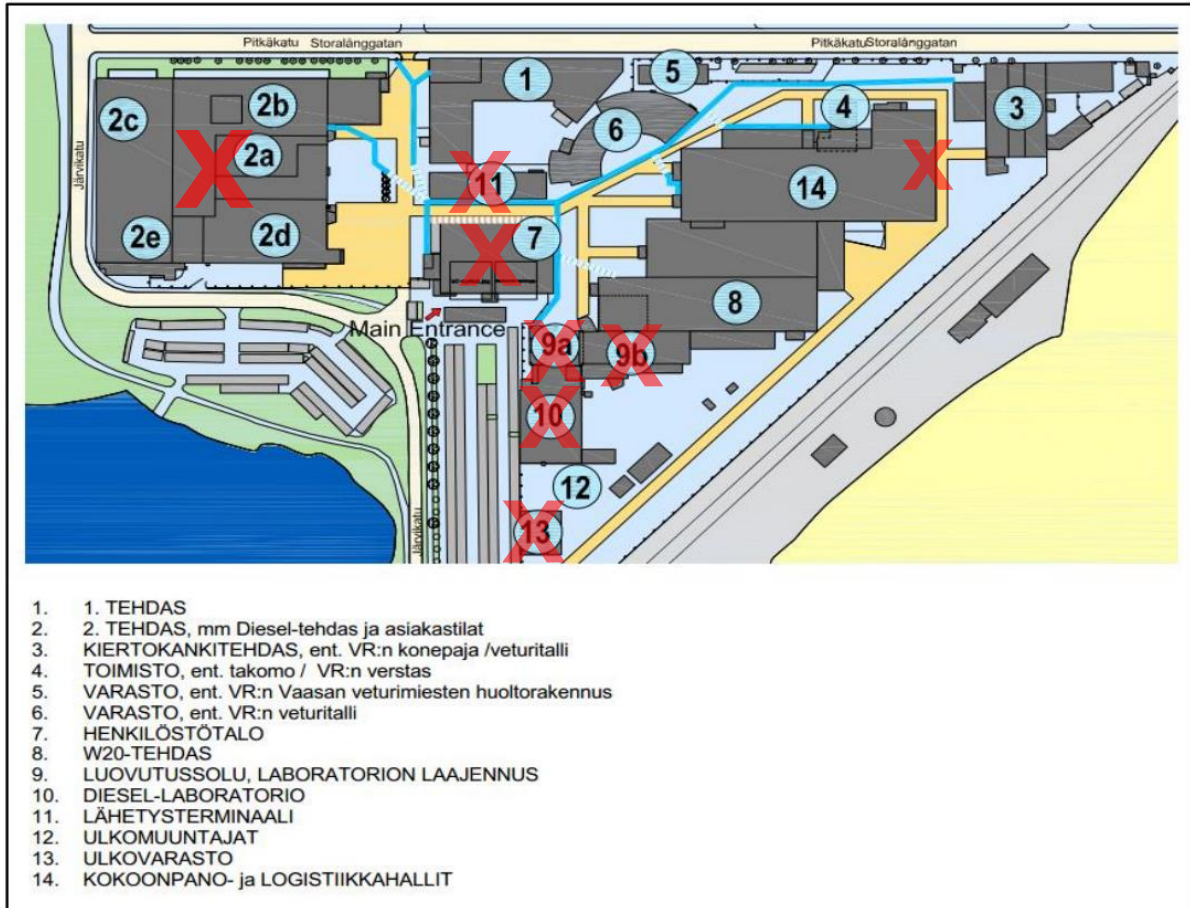 Pitkäkatu Storalånggatan
Pitkäkatu Storalånggatan
1
5
2b
2c
4
3
6
2a
Järvikatu
11
14
7
2e
2d
8
Main Entrance
9a
9b
10
12
Järvikatu
13
1. 1. TEHDAS
2. 2. TEHDAS, mm Diesel-tehdas ja asiakastilat
3. KIERTOKANKITEHDAS, ent. VR:n konepaja /veturitalli
4. TOIMISTO, ent. takomo / VR:n verstas
5. VARASTO, ent. VR:n Vaasan veturimiesten huoltorakennus
6. VARASTO, ent. VR:n veturitalli
7. HENKILÖSTÖTALO
8. W20-TEHDAS
9. LUOVUTUSSOLU, LABORATORION LAAJENNUS
10. DIESEL-LABORATORIO
11. LÄHETYSTERMINAALI
12. ULKOMUUNTAJAT
13. ULKOVARASTO
14. KOKOONPANO- ja LOGISTIIKKAHALLIT